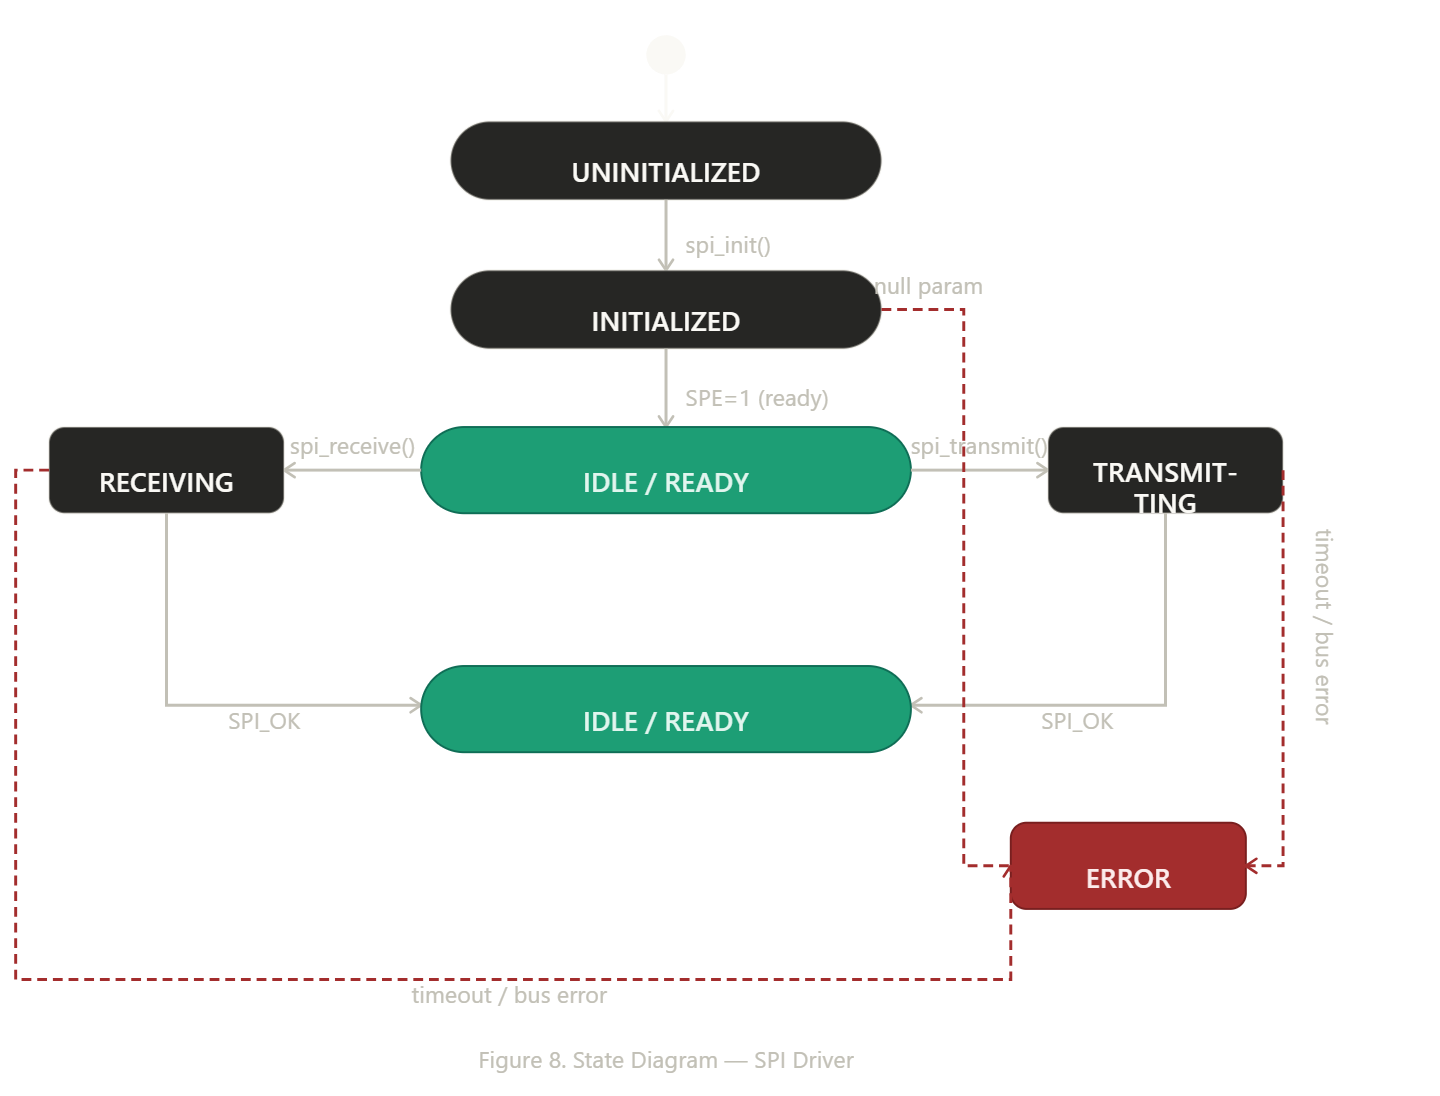 UNINITIALIZED
spi_init()
null param
INITIALIZED
SPE=1 (ready)
spi_receive()
spi_transmit()
RECEIVING
IDLE / READY
TRANSMIT-
TING
timeout / bus error
IDLE / READY
SPI_OK
SPI_OK
ERROR
timeout / bus error
Figure 8. State Diagram — SPI Driver